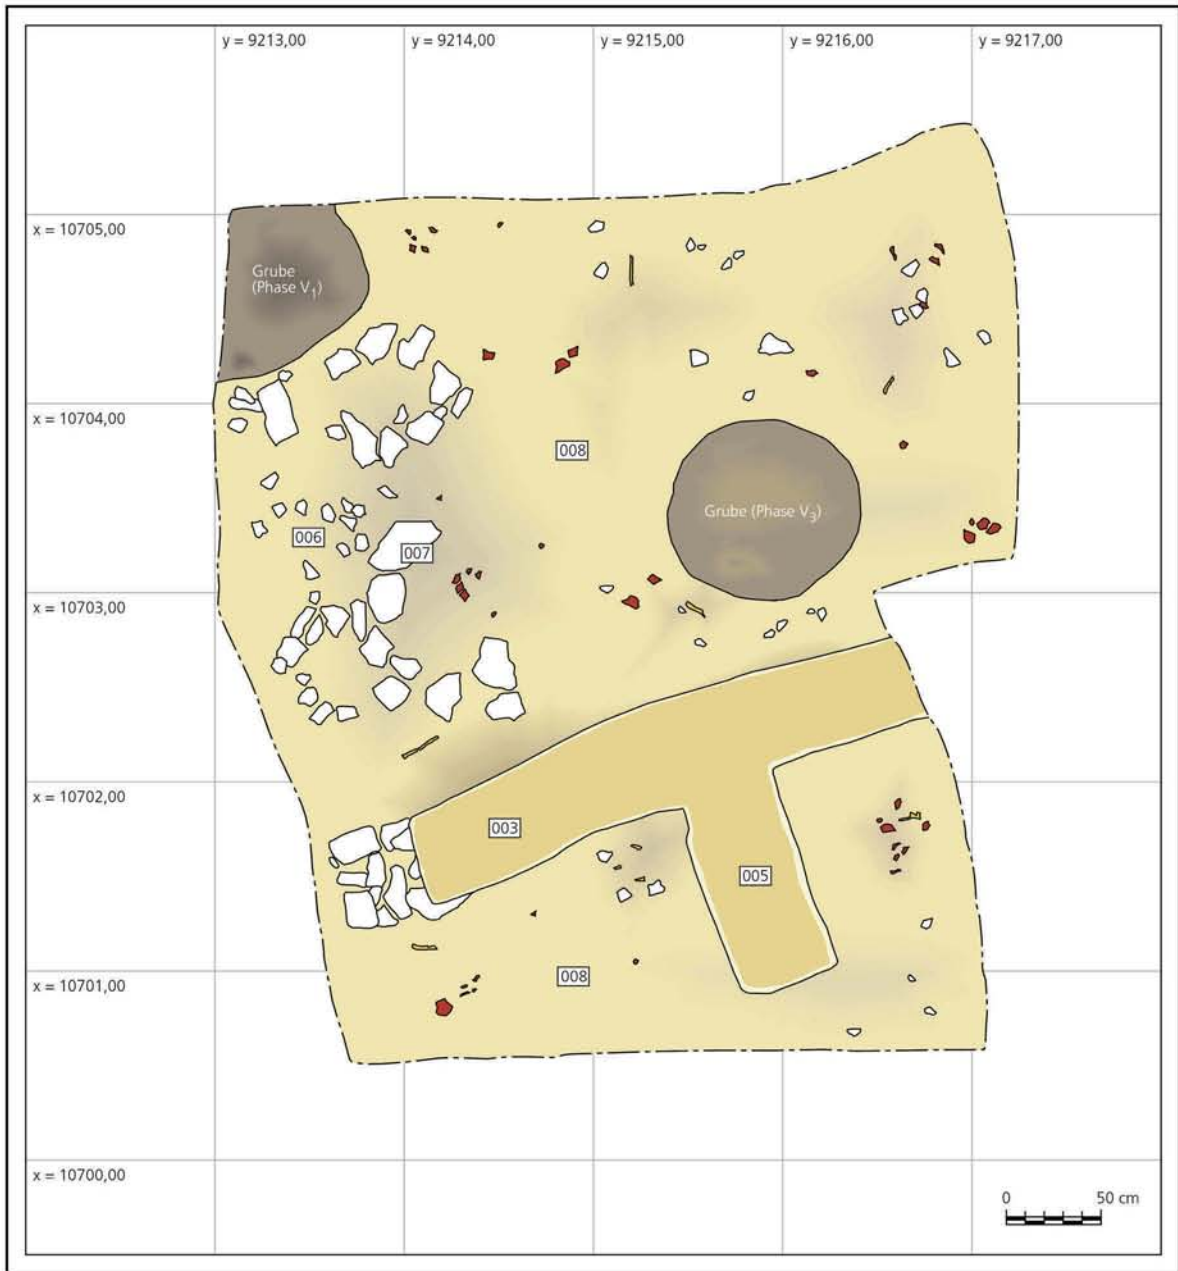 y = 9213,00
y = 9214,00
y = 9215,00
y = 9216,00
y = 9217,00
x = 10705,00
Grube
(Phase V₁)
x = 10704,00
008
Grube (Phase V₃)
006
007
x = 10703,00
x = 10702,00
003
005
008
x = 10701,00
x = 10700,00
0 50 cm